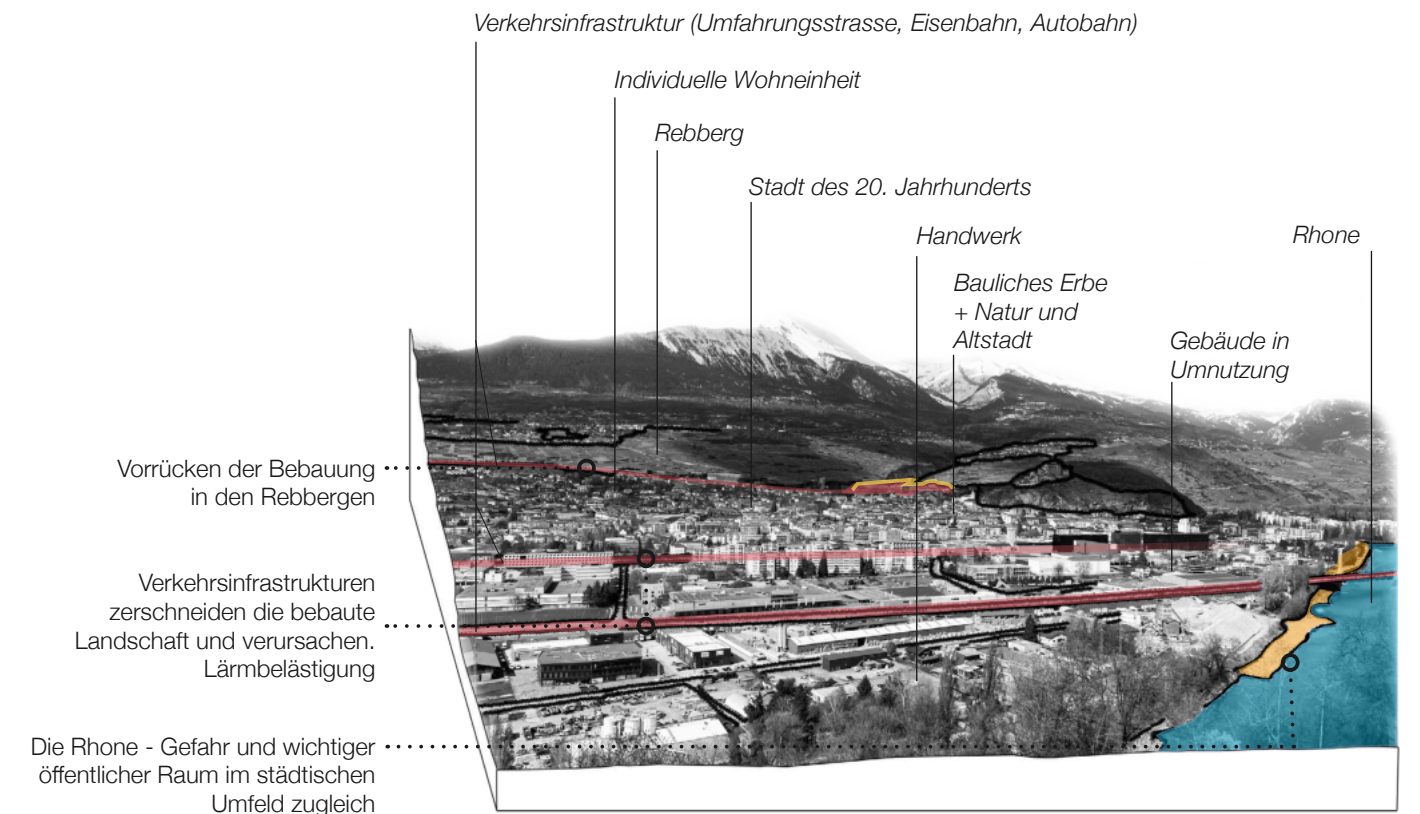 Verkehrsinfrastruktur (Umfahrungsstrasse, Eisenbahn, Autobahn)
Individuelle Wohneinheit
Rebberg
Stadt des 20. Jahrhunderts
Handwerk
Rhone
Bauliches Erbe
+ Natur und
Altstadt
Gebäude in
Umnutzung
Vorrücken der Bebauung
in den Rebbergen
Verkehrsinfrastrukturen
zerschneiden die bebaute
Landschaft und verursachen.
Lärmbelästigung
Die Rhone - Gefahr und wichtiger
öffentlicher Raum im städtischen
Umfeld zugleich